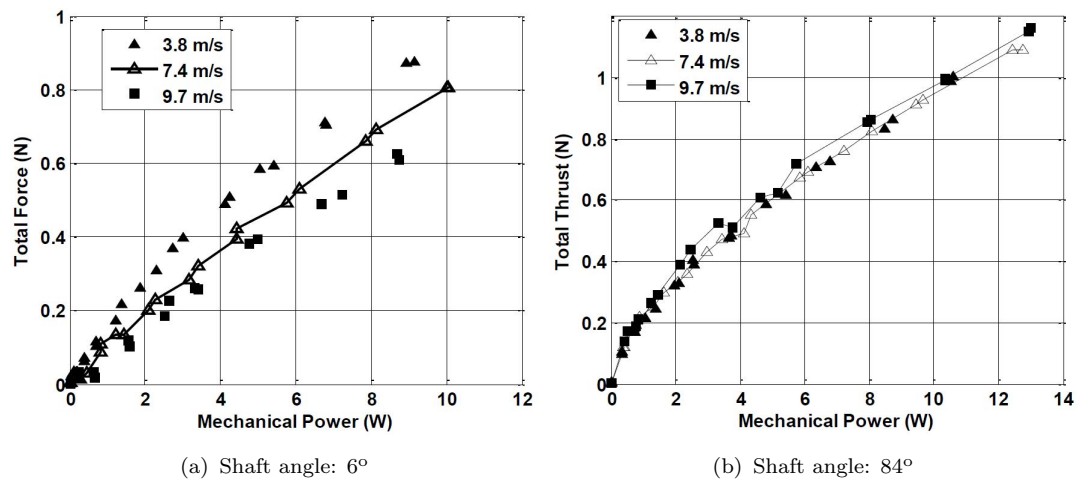 1
0.8
0.6
0.4
0.2
0
0 2 4 6 8 10 12
Total Force (N)
Mechanical Power (W)
3.8 m/s
7.4 m/s
9.7 m/s
(a) Shaft angle: 6º
1
0.8
0.6
0.4
0.2
0
0 2 4 6 8 10 12 14
Total Thrust (N)
Mechanical Power (W)
3.8 m/s
7.4 m/s
9.7 m/s
(b) Shaft angle: 84º